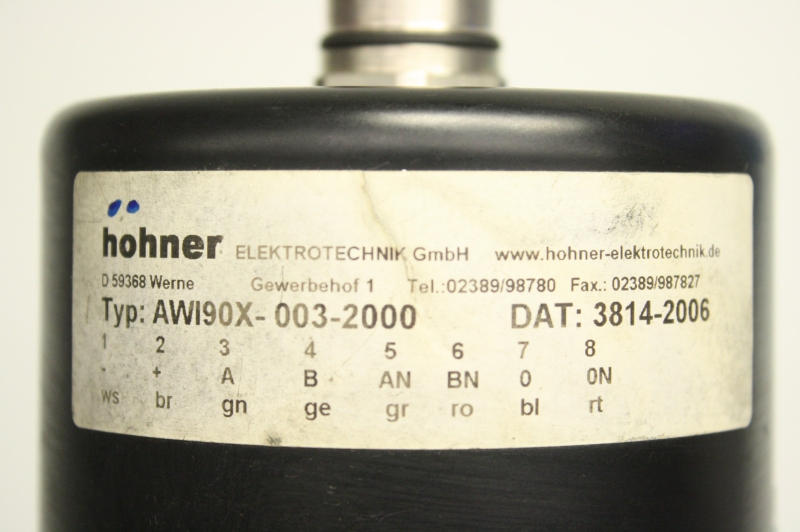 höhner ELEKTROTECHNIK GmbH www.hohner-elektrotechnik.de
D 59368 Werne Gewerbehof 1 Tel.:02389/98780 Fax.: 02389/987827
Typ: AWI90X- 003-2000 DAT: 3814-2006
1 2 3 4 5 6 7 8
- + A B AN BN 0 0N
ws br gn ge gr ro bl rt